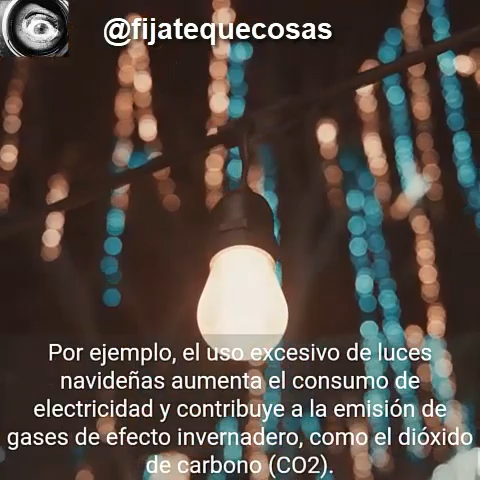 @fijatequecosas
Por ejemplo, el uso excesivo de luces
navideñas aumenta el consumo de
electricidad y contribuye a la emisión de
gases de efecto invernadero, como el dióxido
de carbono (CO2).